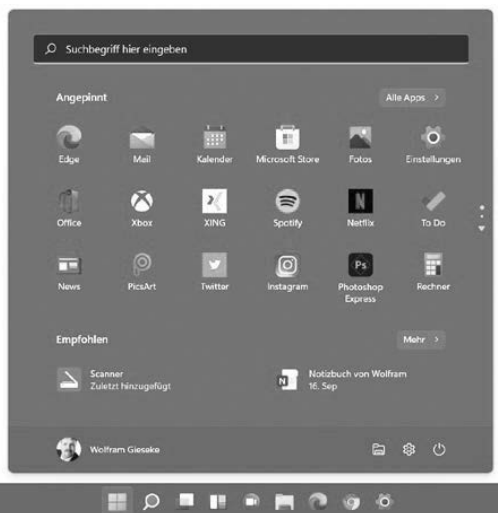 Suchbegriff hier eingeben
Angepinnt Alle Apps >
Edge Mail Kalender Microsoft Store Fotos Einstellungen
Office Xbox XING Spotify Netflix To Do
News PicsArt Twitter Instagram Photoshop Express Rechner
Empfohlen Mehr >
Scanner Notizbuch von Wolfram
Zuletzt hinzugefügt 16. Sep
Wolfram Gieseke